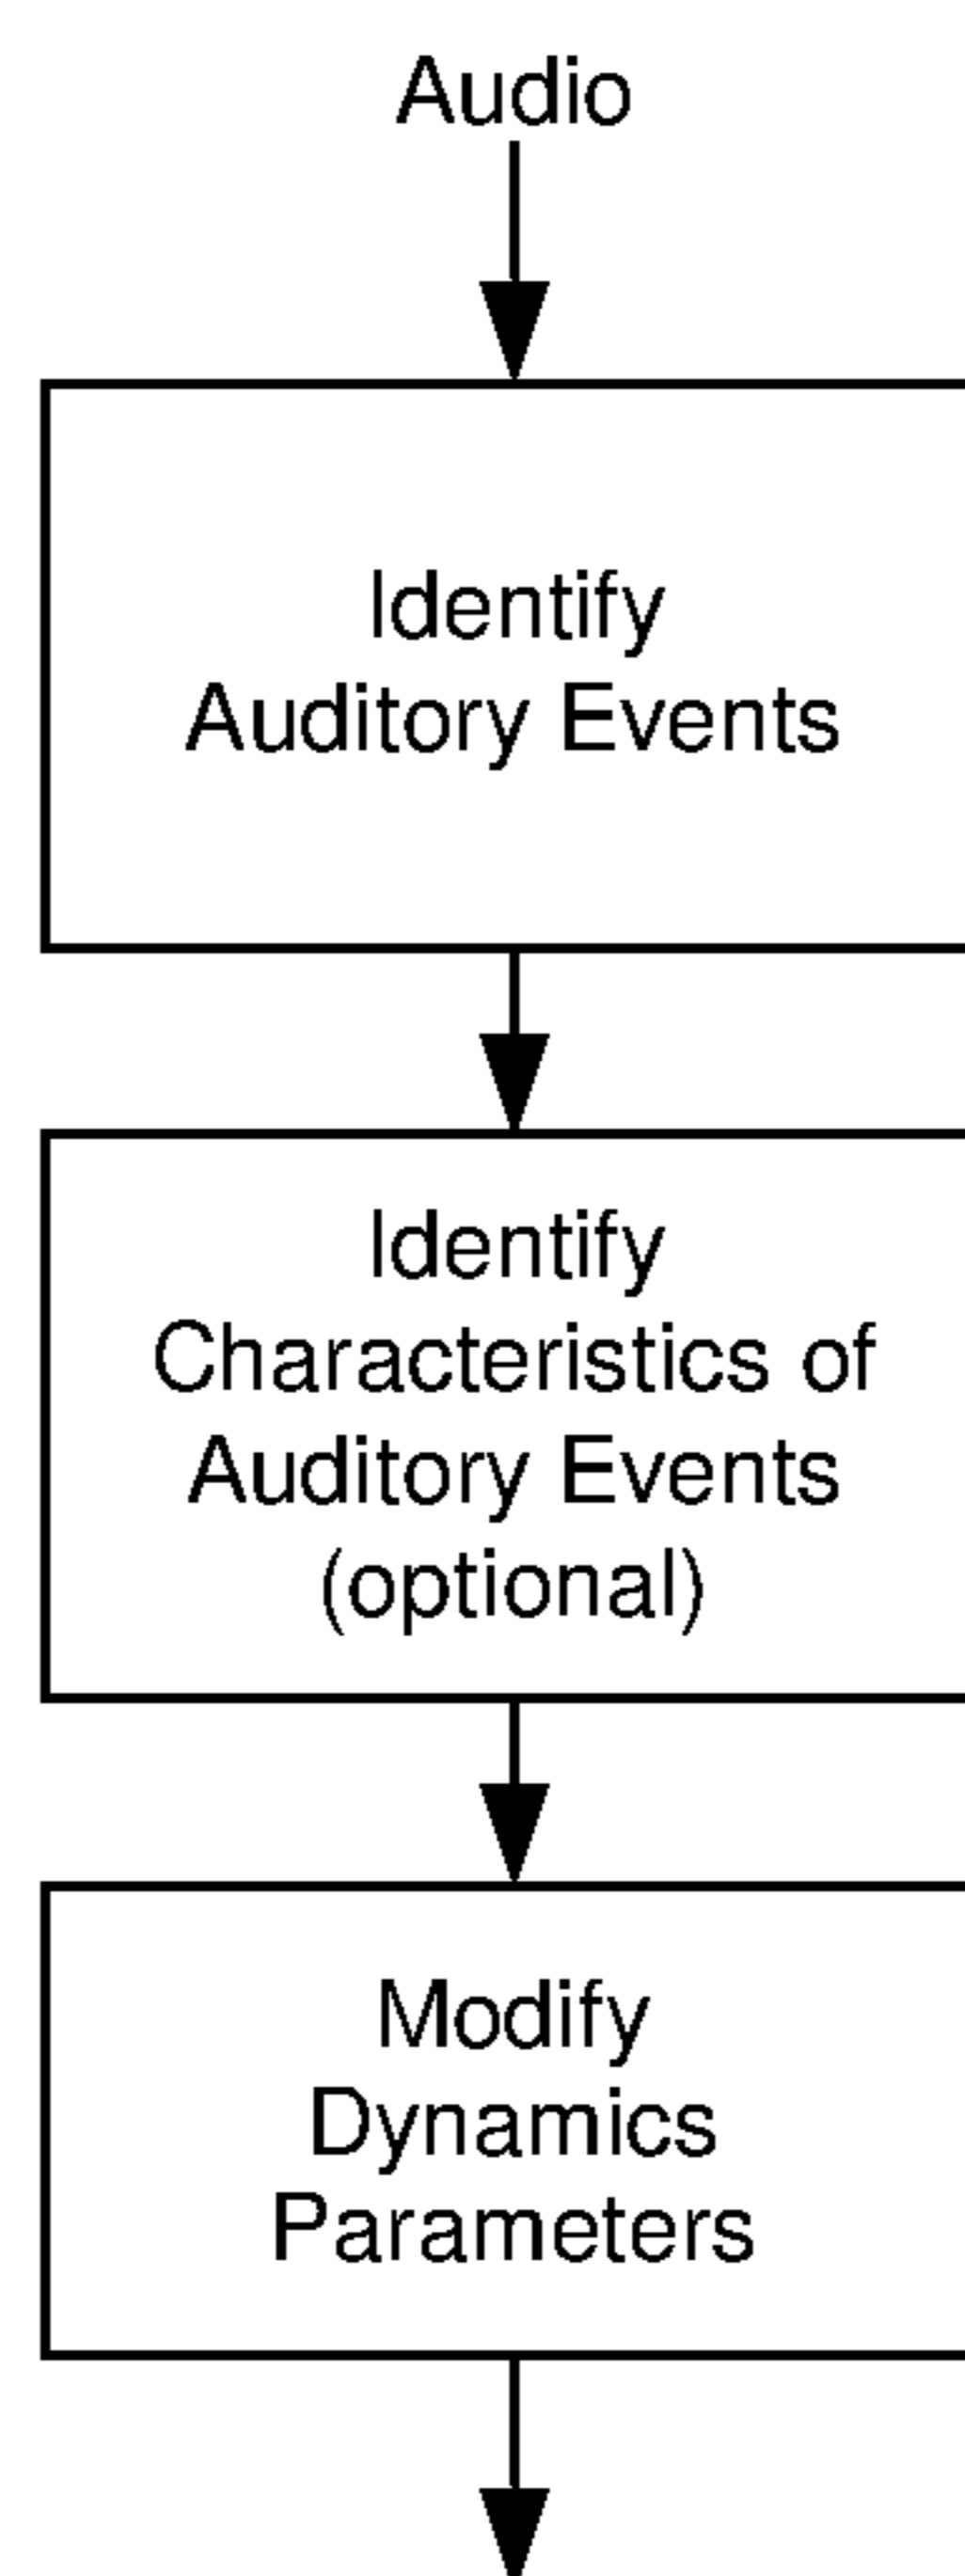 Audio
Identify
Auditory Events
Identify
Characteristics of
Auditory Events
(optional)
Modify
Dynamics
Parameters